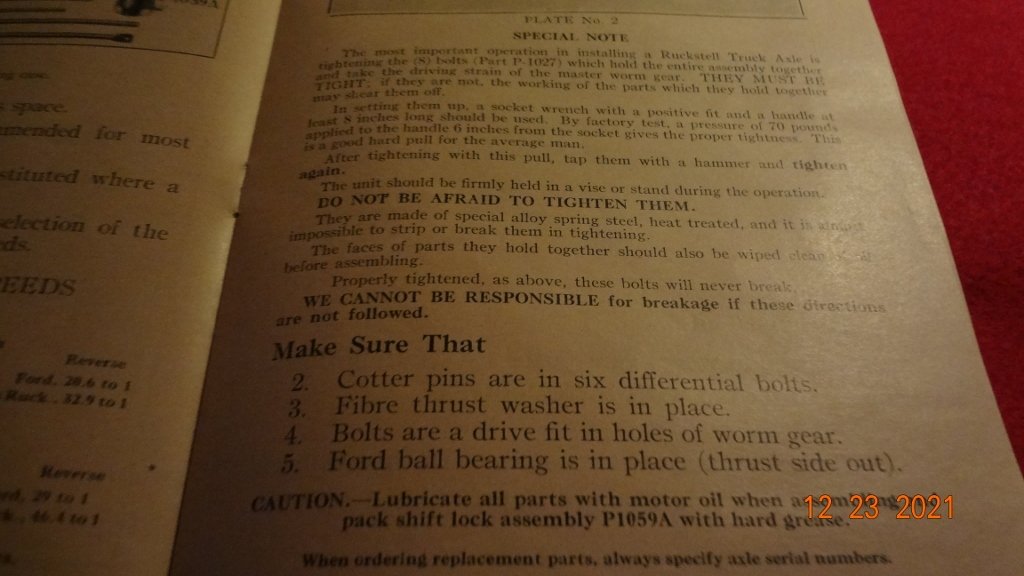 1059A
ng one.
s space.
mmended for most
stituted where a
selection of the
ds.
EEDS
Reverse
Ford, 28.6 to 1
Ruck., 32.9 to 1
Reverse
rd, 29 to 1
k., 46.4 to 1
s.
PLATE No. 2
SPECIAL NOTE
The most important operation in installing a Ruckstell Truck Axle is
tightening the (8) bolts (Part P-1027) which hold the entire assembly together
and take the driving strain of the master worm gear. THEY MUST BE
TIGHT; if they are not, the working of the parts which they hold together
may shear them off.
In setting them up, a socket wrench with a positive fit and a handle at
least 8 inches long should be used. By factory test, a pressure of 70 pounds
applied to the handle 6 inches from the socket gives the proper tightness. This
is a good hard pull for the average man.
After tightening with this pull, tap them with a hammer and tighten
again.
The unit should be firmly held in a vise or stand during the operation.
DO NOT BE AFRAID TO TIGHTEN THEM.
They are made of special alloy spring steel, heat treated, and it is almost
impossible to strip or break them in tightening.
The faces of parts they hold together should also be wiped clean
before assembling.
Properly tightened, as above, these bolts will never break.
WE CANNOT BE RESPONSIBLE for breakage if these directions
are not followed.
Make Sure That
2. Cotter pins are in six differential bolts.
3. Fibre thrust washer is in place.
4. Bolts are a drive fit in holes of worm gear.
5. Ford ball bearing is in place (thrust side out).
CAUTION.—Lubricate all parts with motor oil when
pack shift lock assembly P1059A with hard grease.
When ordering replacement parts, always specify axle serial numbers.
12 23 2021